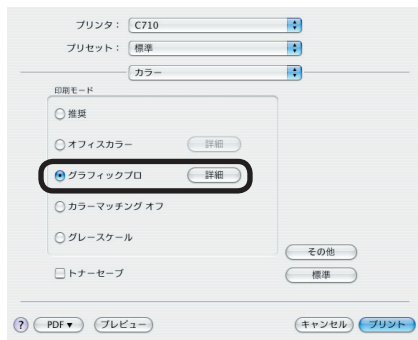 プリンタ： C710
プリセット： 標準
カラー
印刷モード
推奨
オフィスカラー 詳細
グラフィックプロ 詳細
カラーマッチング オフ
グレースケール
その他
トナーセーブ 標準
? PDF▼ プレビュー キャンセル プリント